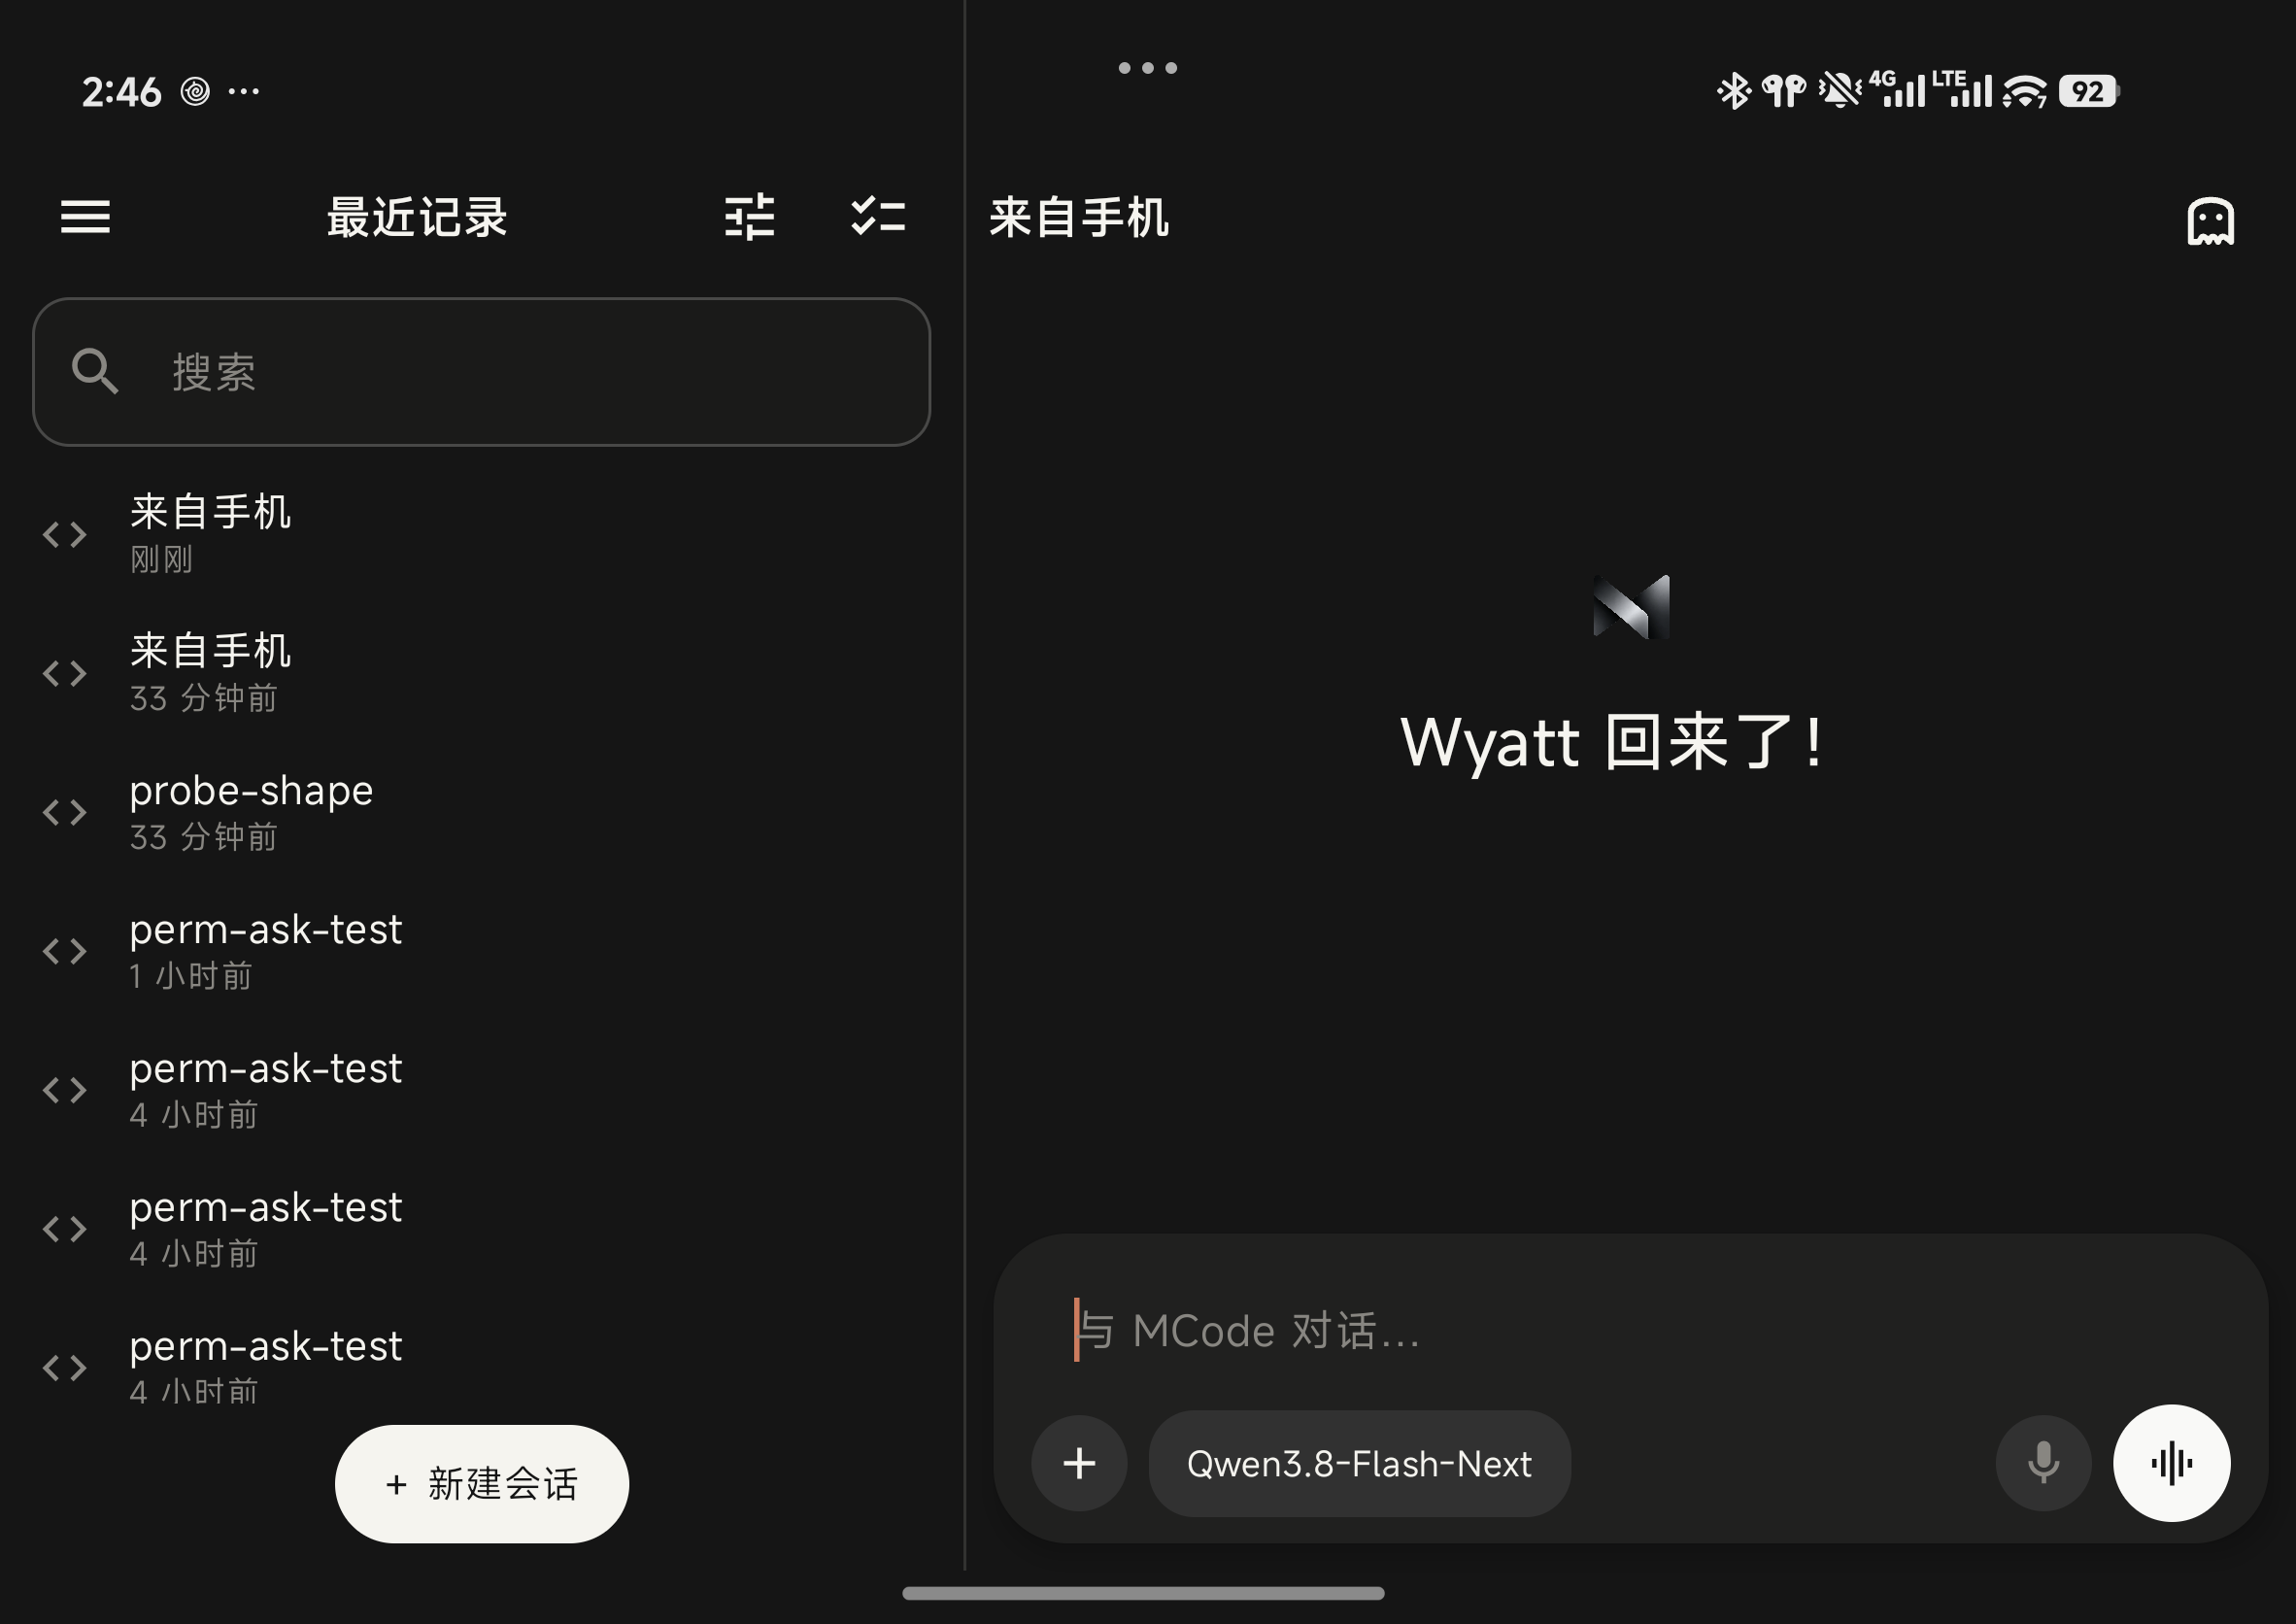 2:46
4G LTE 7 92
最近记录
搜索
来自手机
刚刚
来自手机
33 分钟前
probe-shape
33 分钟前
perm-ask-test
1 小时前
perm-ask-test
4 小时前
perm-ask-test
4 小时前
perm-ask-test
4 小时前
+ 新建会话
来自手机
Wyatt 回来了!
与 MCode 对话...
Qwen3.8-Flash-Next